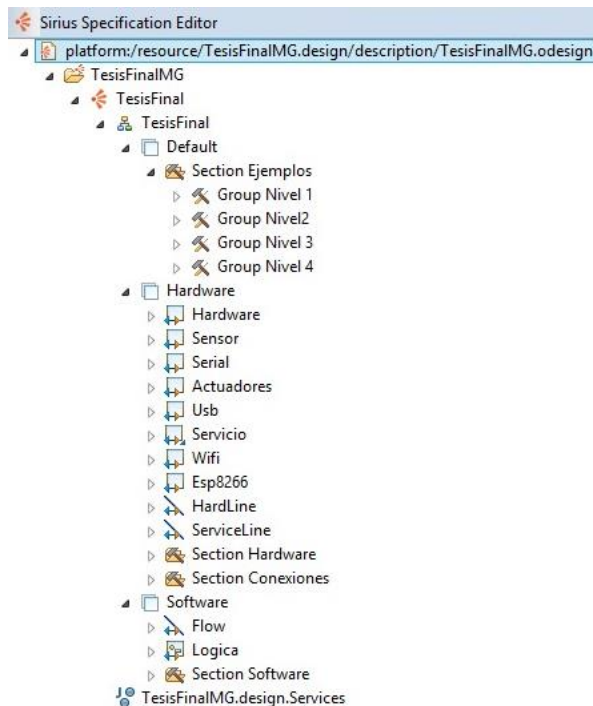 Sirius Specification Editor
platform:/resource/TesisFinalMG.design/description/TesisFinalMG.odesign
TesisFinalMG
TesisFinal
TesisFinal
Default
Section Ejemplos
Group Nivel 1
Group Nivel2
Group Nivel 3
Group Nivel 4
Hardware
Hardware
Sensor
Serial
Actuadores
Usb
Servicio
Wifi
Esp8266
HardLine
ServiceLine
Section Hardware
Section Conexiones
Software
Flow
Logica
Section Software
TesisFinalMG.design.Services